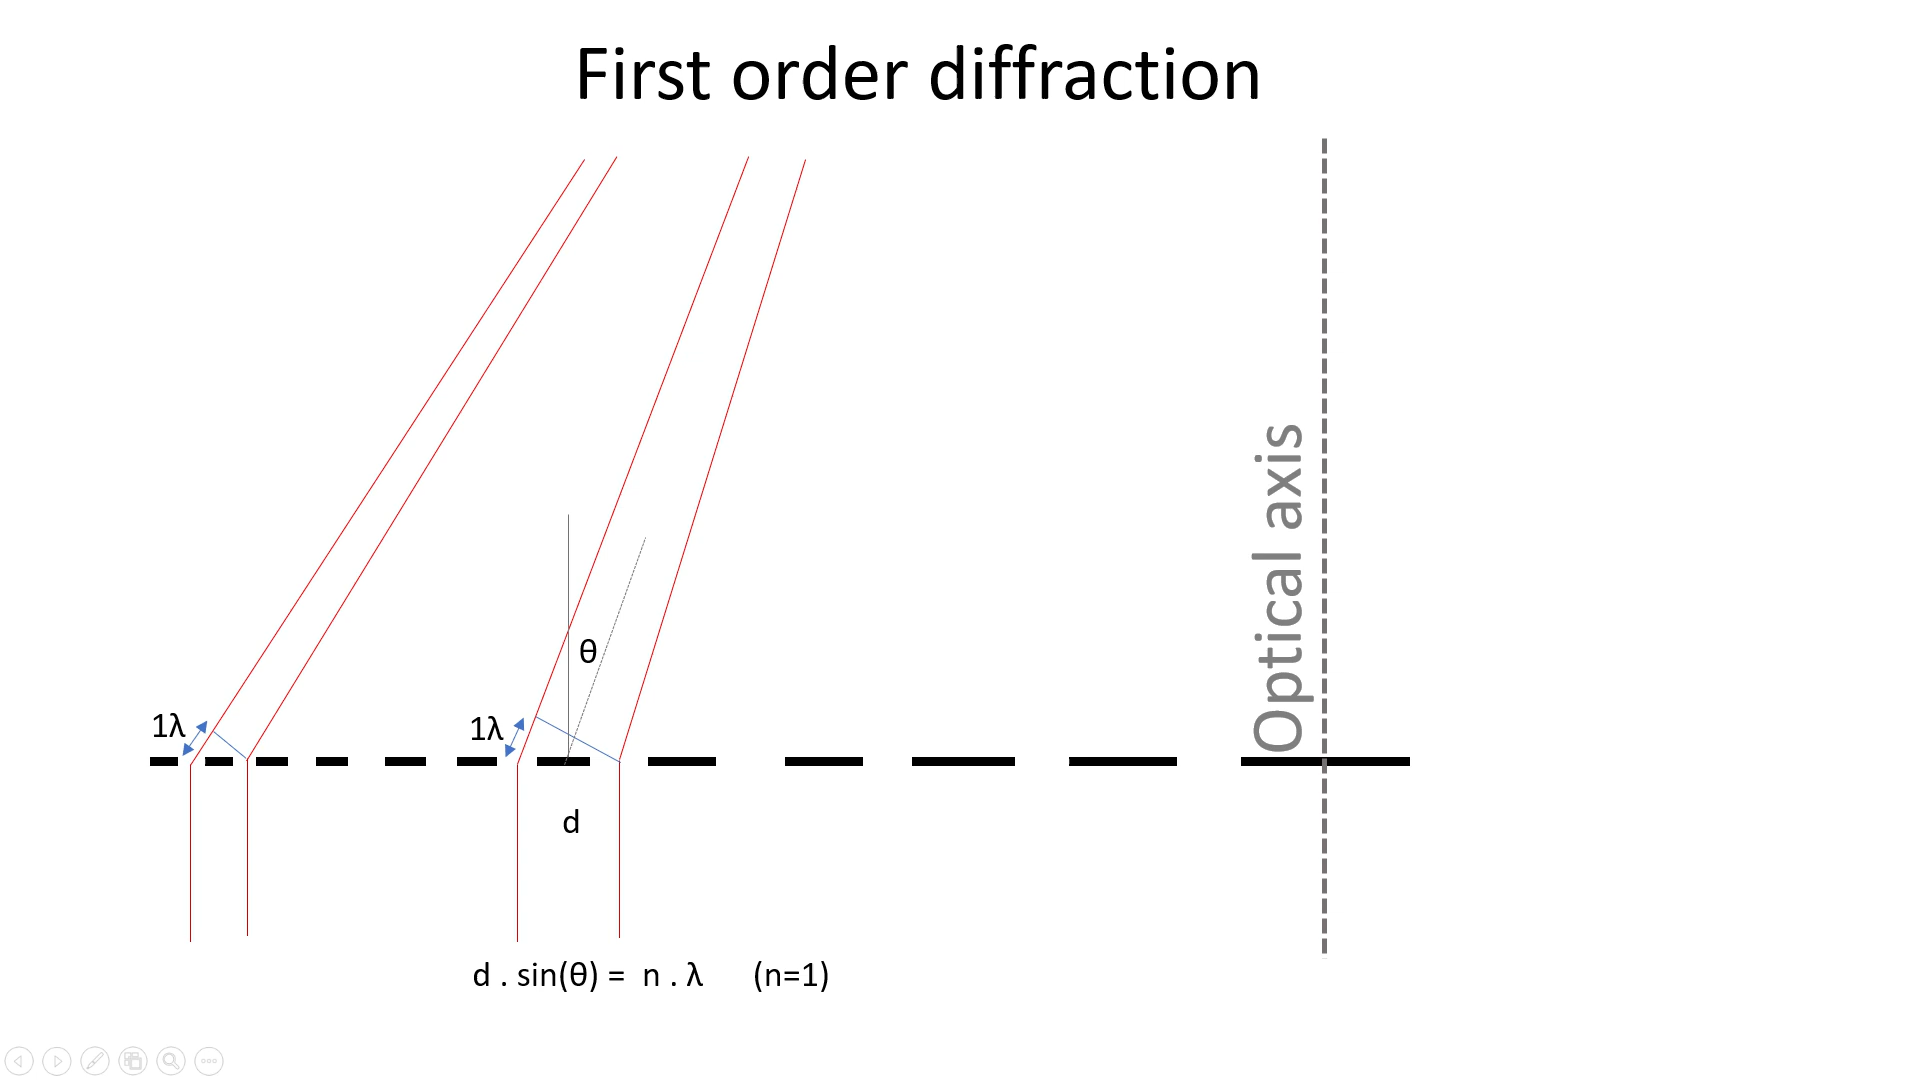 First order diffraction
Optical axis
θ
1λ
1λ
d
d . sin(θ) = n . λ (n=1)